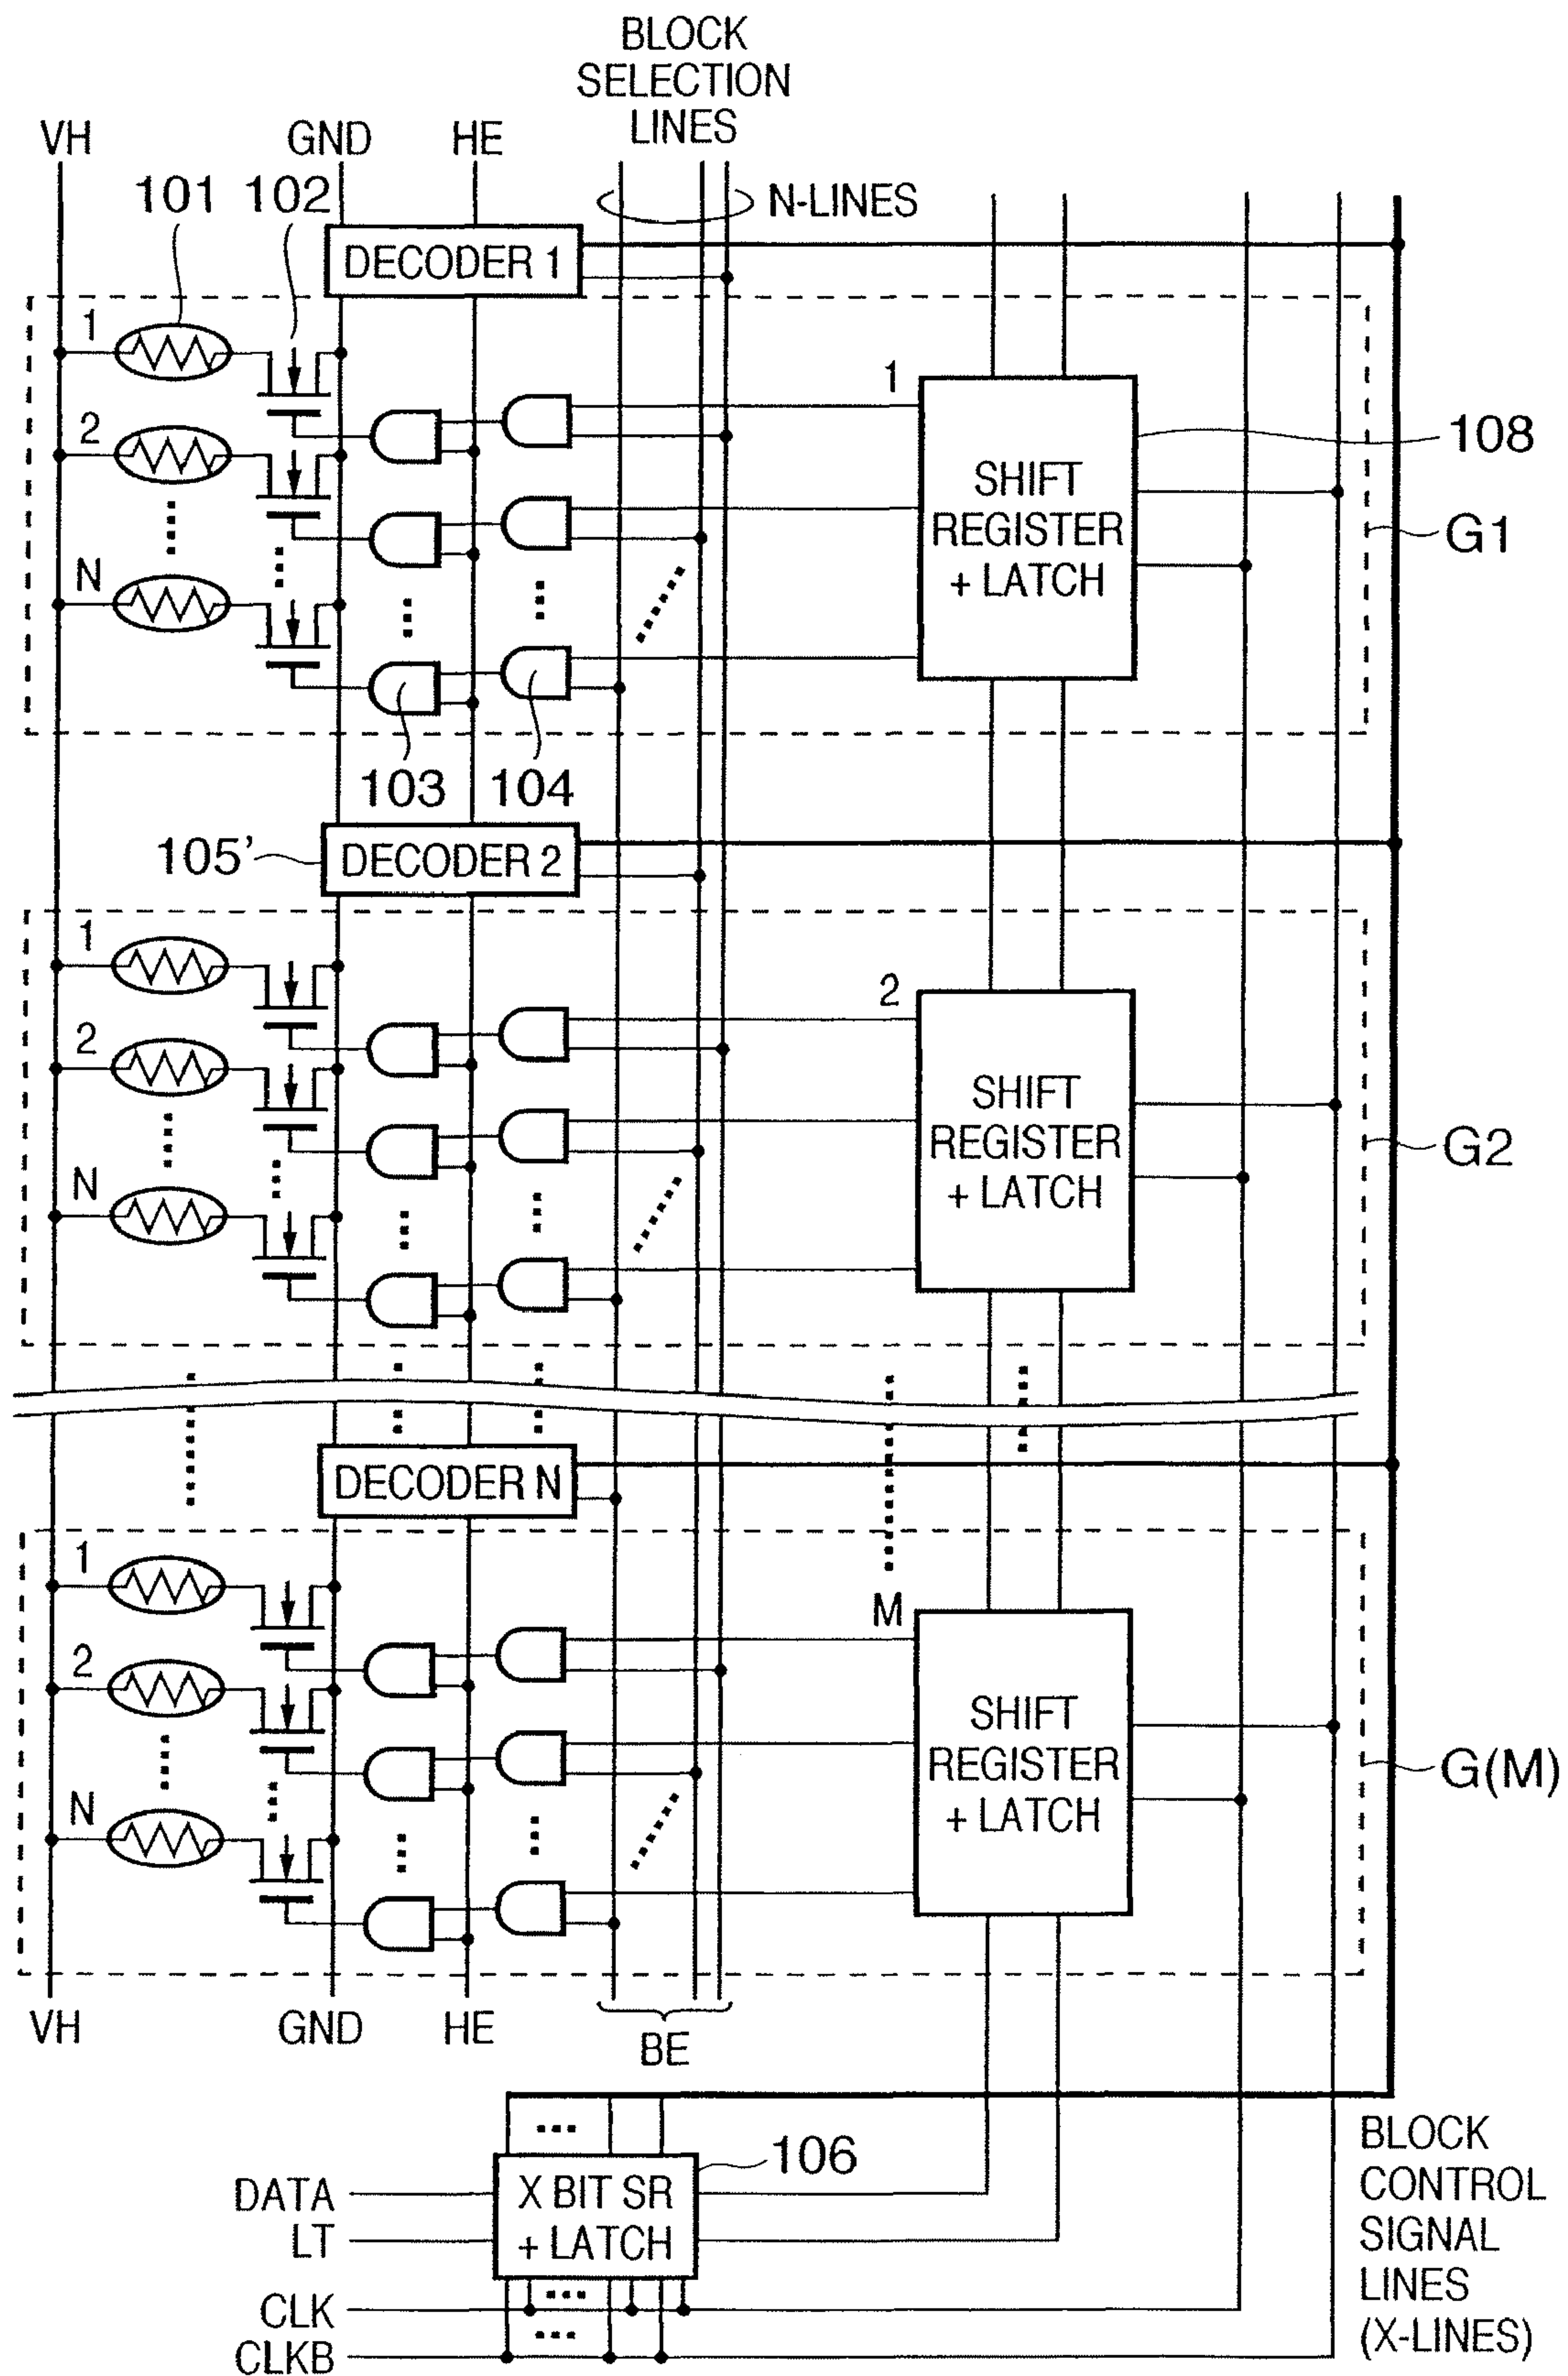 BLOCK
SELECTION
LINES
VH
GND
HE
101
102
N-LINES
DECODER 1
1
1
2
108
SHIFT
REGISTER
+ LATCH
G1
N
103
104
105’
DECODER 2
1
2
2
SHIFT
REGISTER
+ LATCH
G2
N
DECODER N
1
M
2
SHIFT
REGISTER
+ LATCH
G(M)
N
VH
GND
HE
BE
BLOCK
CONTROL
SIGNAL
LINES
(X-LINES)
106
DATA
X BIT SR
LT
+ LATCH
CLK
CLKB